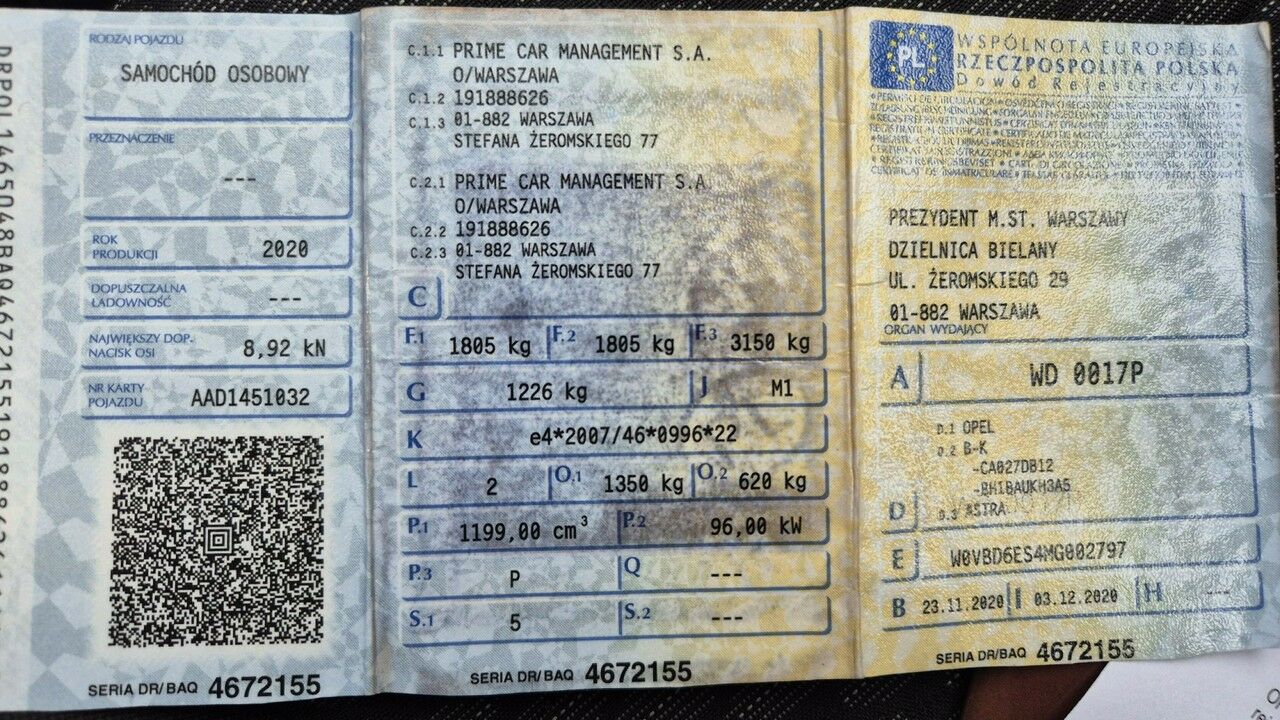 RODZAJ POJAZDU
SAMOCHÓD OSOBOWY
PRZEZNACZENIE
---
ROK PRODUKCJI 2020
DOPUSZCZALNA ŁADOWNOŚĆ ---
NAJWIĘKSZY DOP. NACISK OSI 8,92 kN
NR KARTY POJAZDU AAD1451032
SERIA DR/BAQ 4672155
C.1.1 PRIME CAR MANAGEMENT S.A.
O/WARSZAWA
C.1.2 191888626
C.1.3 01-882 WARSZAWA
STEFANA ŻEROMSKIEGO 77
C.2.1 PRIME CAR MANAGEMENT S.A
O/WARSZAWA
C.2.2 191888626
C.2.3 01-882 WARSZAWA
STEFANA ŻEROMSKIEGO 77
C
F.1 1805 kg F.2 1805 kg F.3 3150 kg
G 1226 kg J M1
K e4*2007/46*0996*22
L 2 O.1 1350 kg O.2 620 kg
P.1 1199,00 cm³ P.2 96,00 kW
P.3 P Q ---
S.1 5 S.2 ---
SERIA DR/BAQ 4672155
PL
WSPÓLNOTA EUROPEJSKA
RZECZPOSPOLITA POLSKA
Dowód Rejestracyjny
PREZYDENT M.ST. WARSZAWY
DZIELNICA BIELANY
UL. ŻEROMSKIEGO 29
01-882 WARSZAWA
ORGAN WYDAJĄCY
A WD 0017P
D.1 OPEL
D.2 B-K
-CA027DB12
-BHIBAUKH3A5
D D.3 ASTRA
E W0VBD6ES4MG002797
B 23.11.2020 I 03.12.2020 H ---
SERIA DR/BAQ 4672155